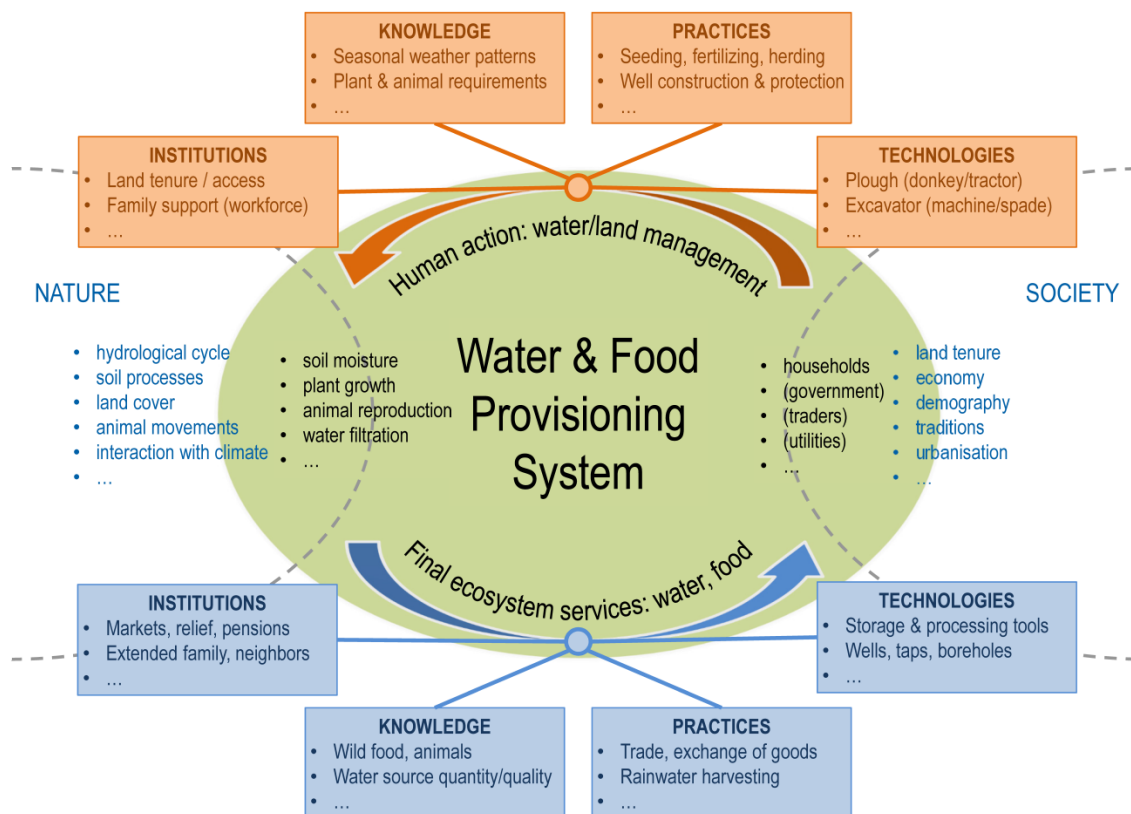 KNOWLEDGE
• Seasonal weather patterns
• Plant & animal requirements
• …
PRACTICES
• Seeding, fertilizing, herding
• Well construction & protection
• …
INSTITUTIONS
• Land tenure / access
• Family support (workforce)
• …
TECHNOLOGIES
• Plough (donkey/tractor)
• Excavator (machine/spade)
• …
Human action: water/land management
NATURE
• hydrological cycle
• soil processes
• land cover
• animal movements
• interaction with climate
• …
• soil moisture
• plant growth
• animal reproduction
• water filtration
• …
Water & Food
Provisioning
System
• households
• (government)
• (traders)
• (utilities)
• …
SOCIETY
• land tenure
• economy
• demography
• traditions
• urbanisation
• …
Final ecosystem services: water, food
INSTITUTIONS
• Markets, relief, pensions
• Extended family, neighbors
• …
TECHNOLOGIES
• Storage & processing tools
• Wells, taps, boreholes
• …
KNOWLEDGE
• Wild food, animals
• Water source quantity/quality
• …
PRACTICES
• Trade, exchange of goods
• Rainwater harvesting
• …